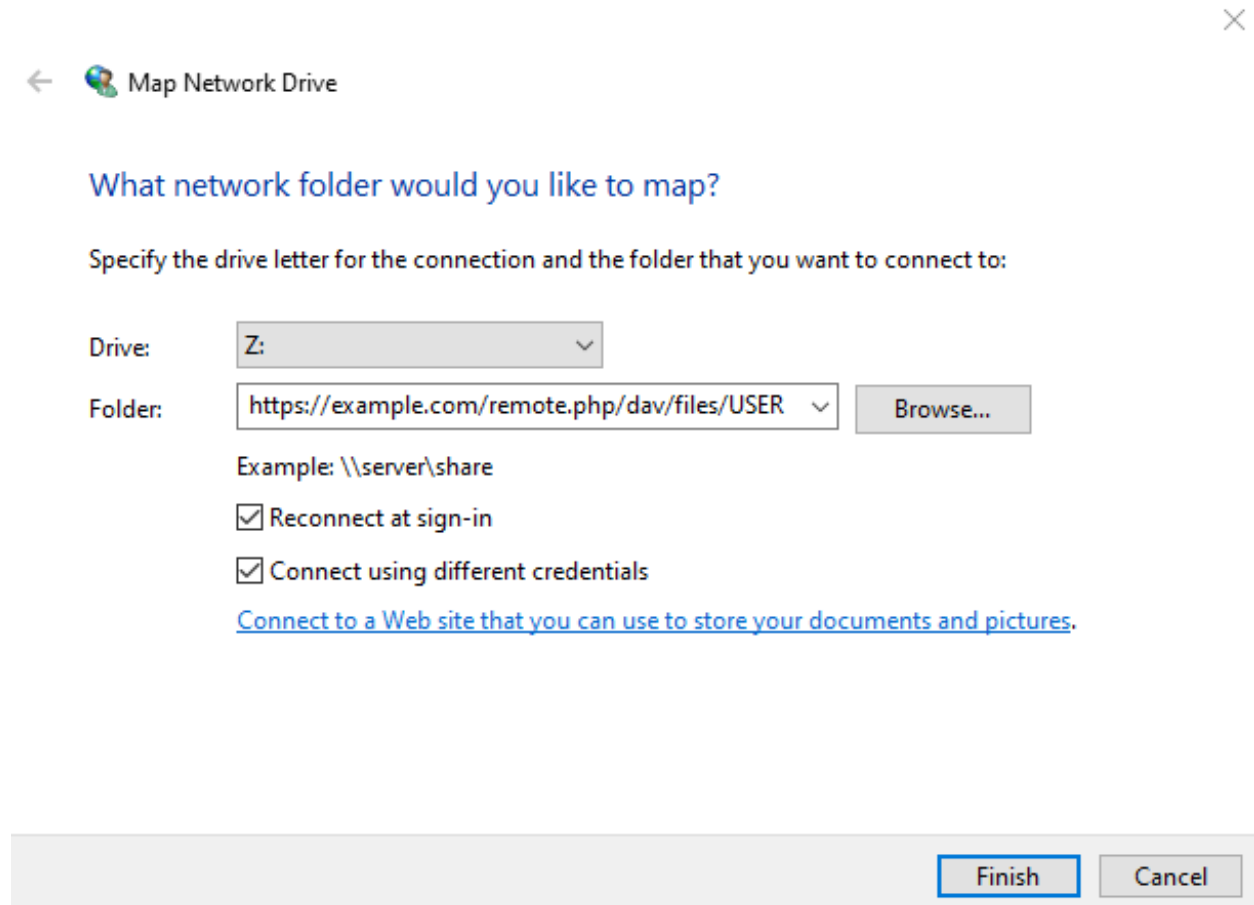 Map Network Drive
What network folder would you like to map?
Specify the drive letter for the connection and the folder that you want to connect to:
Drive: Z:
Folder: https://example.com/remote.php/dav/files/USER Browse...
Example: \\server\share
Reconnect at sign-in
Connect using different credentials
Connect to a Web site that you can use to store your documents and pictures.
Finish Cancel